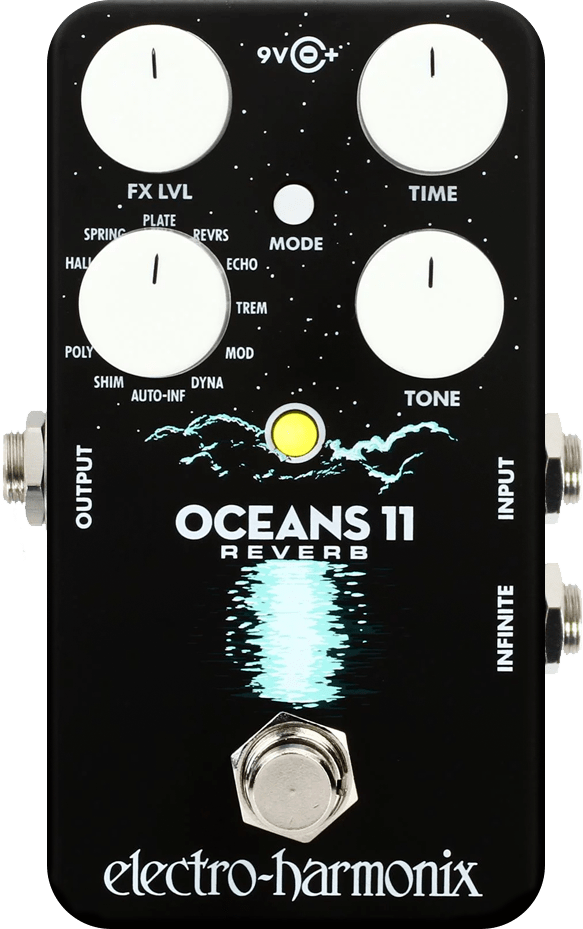 9V - +
FX LVL
TIME
MODE
PLATE
SPRING
REVRS
HALL
ECHO
TREM
POLY
MOD
SHIM
DYNA
AUTO-INF
TONE
OUTPUT
INPUT
OCEANS 11
REVERB
INFINITE
electro-harmonix